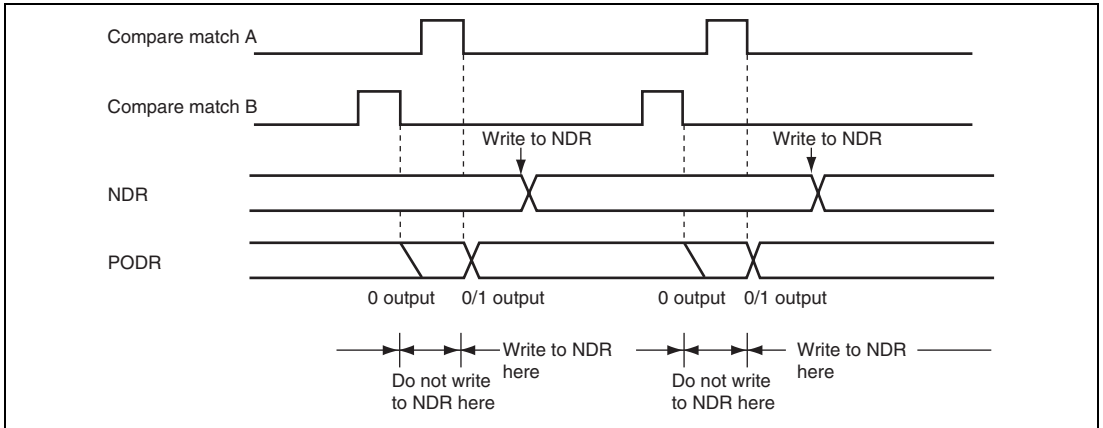 Compare match A
Compare match B
Write to NDR
Write to NDR
NDR
PODR
0 output
0/1 output
0 output
0/1 output
Write to NDR
here
Write to NDR
here
Do not write
to NDR here
Do not write
to NDR here